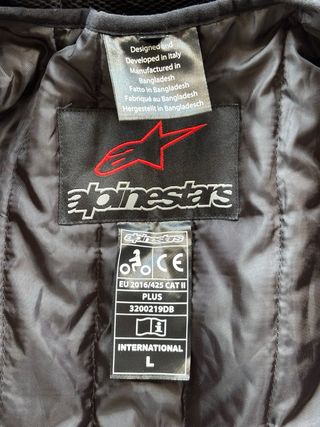 Designed and
Developed in Italy
Manufactured in
Bangladesh
Fatto in Bangladesh
Fabriqué au Bangladesh
Hergestellt in Bangladesch
alpinestars
alpinestars
CE
EU 2016/425 CAT II
PLUS
3200219DB
i
INTERNATIONAL
L